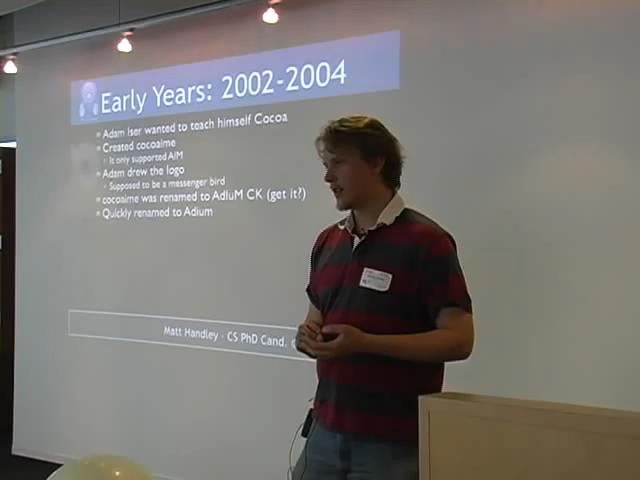 Early Years: 2002-2004
Adam Iser wanted to teach himself Cocoa
Created cocoaime
It only supported AIM
Adam drew the logo
Supposed to be a messenger bird
cocoaime was renamed to AdiuM CK (get it?)
Quickly renamed to Adium
Matt Handley - CS PhD Cand.